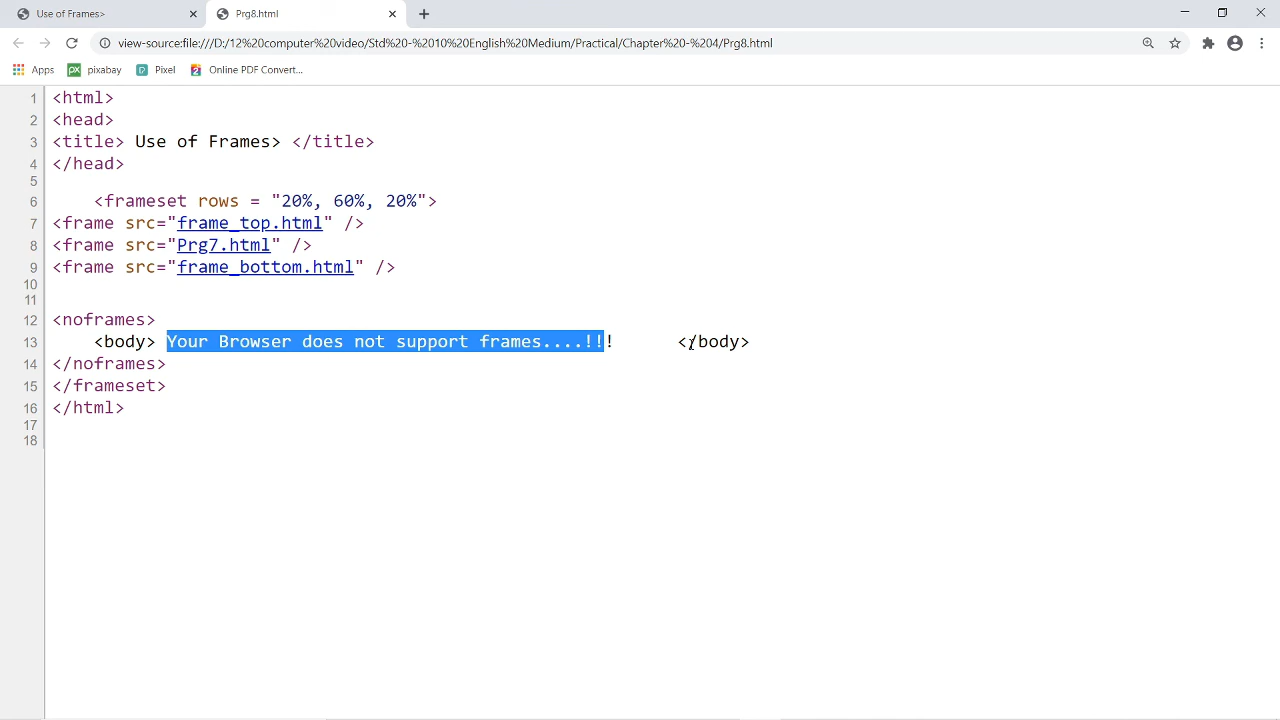 Use of Frames>
Prg8.html
view-source:file:///D:/12%20computer%20video/Std%20-%2010%20English%20Medium/Practical/Chapter%20-%204/Prg8.html
Apps
px pixabay
Pixel
Online PDF Convert...
1 <html>
2 <head>
3 <title> Use of Frames> </title>
4 </head>
5
6 <frameset rows = "20%, 60%, 20%">
7 <frame src="frame_top.html" />
8 <frame src="Prg7.html" />
9 <frame src="frame_bottom.html" />
10
11
12 <noframes>
13 <body> Your Browser does not support frames....!!! </body>
14 </noframes>
15 </frameset>
16 </html>
17
18